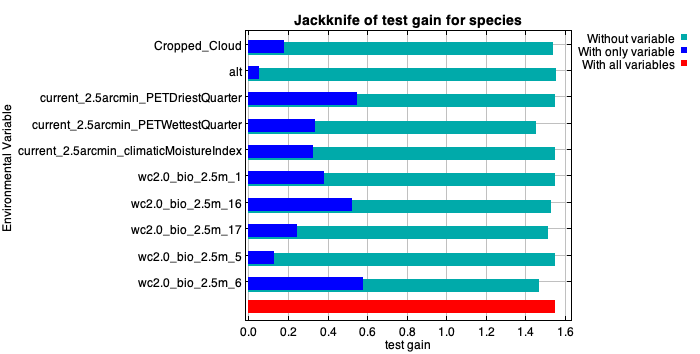 Jackknife of test gain for species
Without variable
With only variable
With all variables
Environmental Variable
Cropped_Cloud
alt
current_2.5arcmin_PETDriestQuarter
current_2.5arcmin_PETWettestQuarter
current_2.5arcmin_climaticMoistureIndex
wc2.0_bio_2.5m_1
wc2.0_bio_2.5m_16
wc2.0_bio_2.5m_17
wc2.0_bio_2.5m_5
wc2.0_bio_2.5m_6
0.0 0.2 0.4 0.6 0.8 1.0 1.2 1.4 1.6
test gain